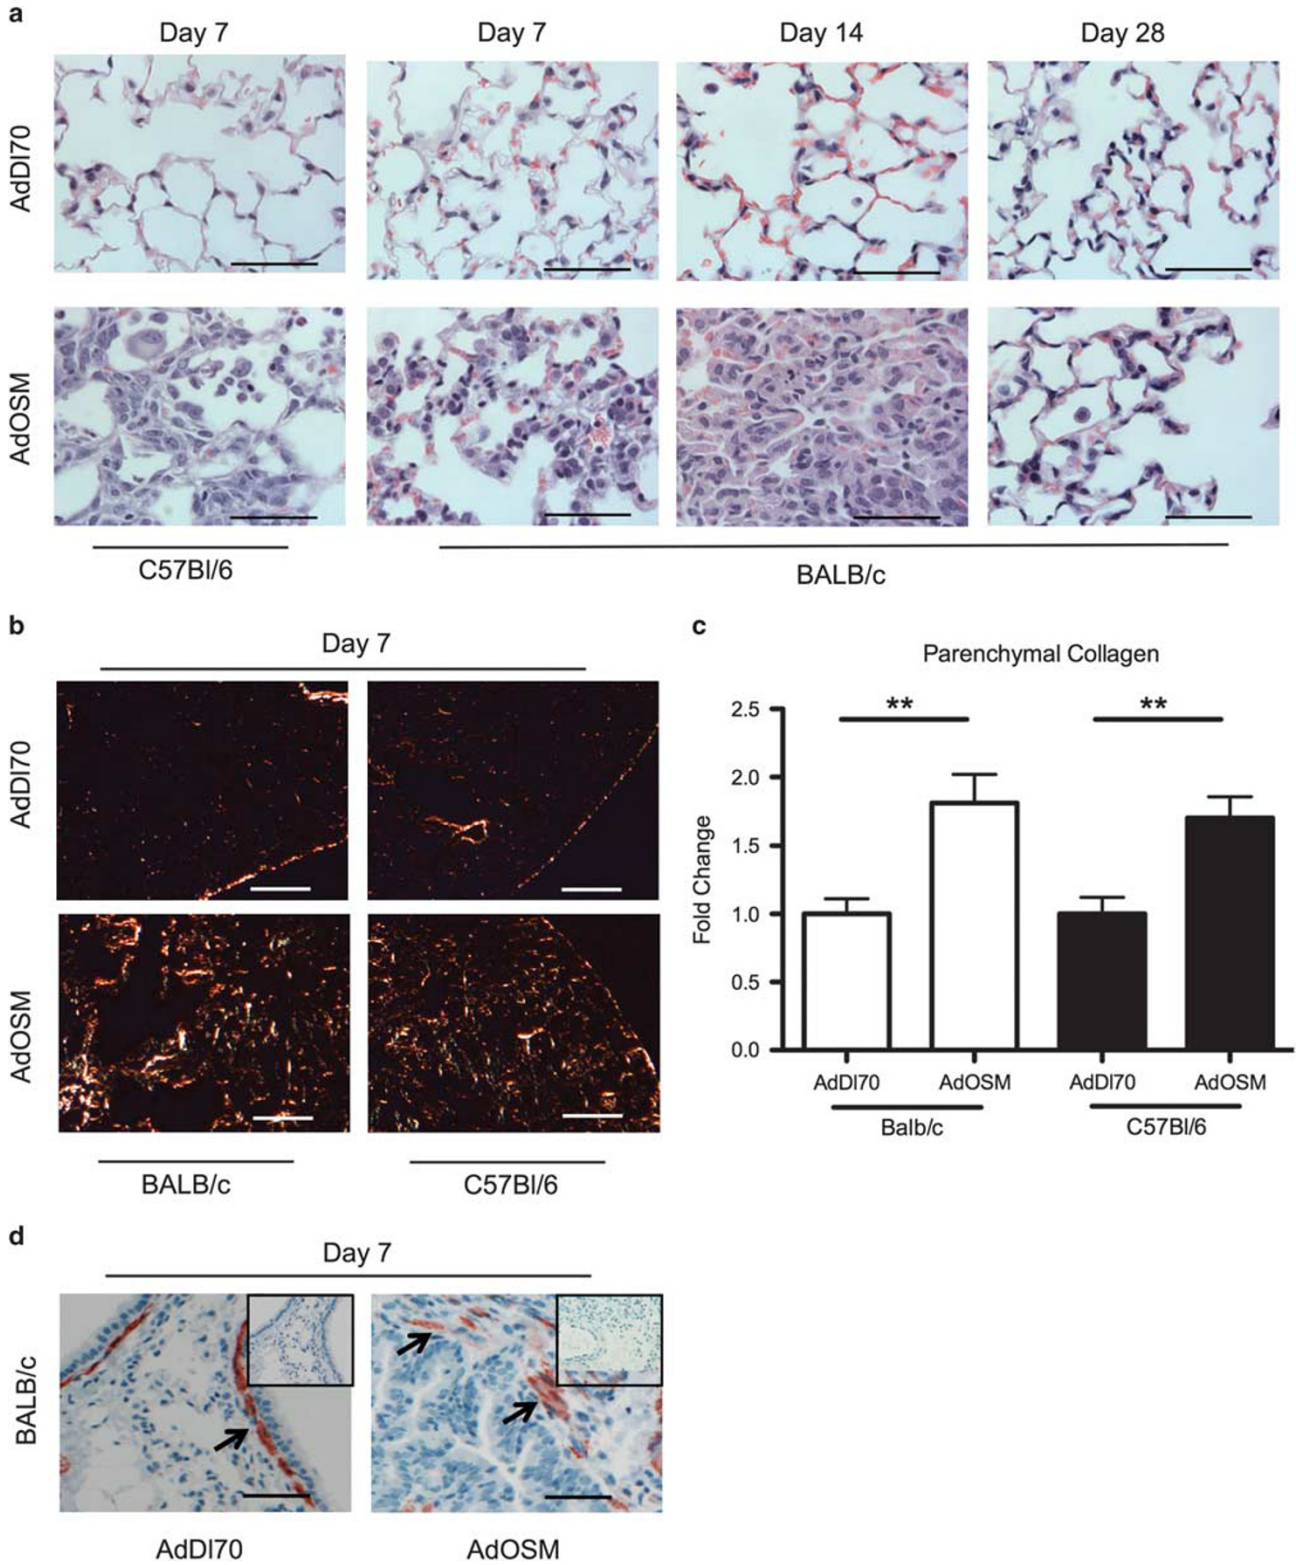 a
Day 7
Day 7
Day 14
Day 28
AdDl70
AdOSM
C57Bl/6
BALB/c
b
Day 7
AdDl70
AdOSM
BALB/c
C57Bl/6
c
Parenchymal Collagen
**
**
Fold Change
2.5
2.0
1.5
1.0
0.5
0.0
AdDl70
AdOSM
AdDl70
AdOSM
Balb/c
C57Bl/6
d
Day 7
BALB/c
AdDl70
AdOSM